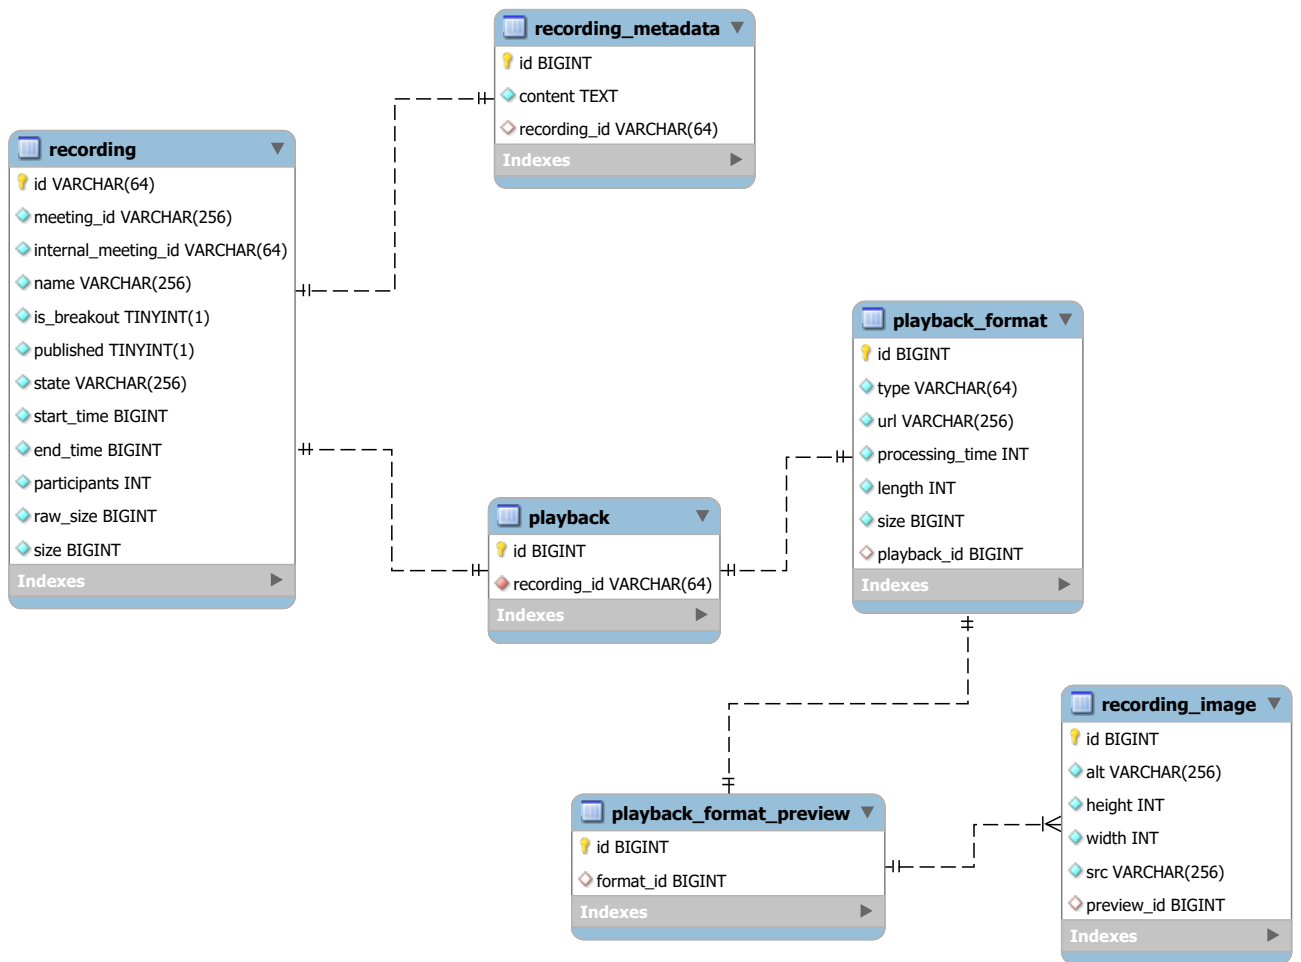 recording_metadata
id BIGINT
content TEXT
recording_id VARCHAR(64)
Indexes
recording
id VARCHAR(64)
meeting_id VARCHAR(256)
internal_meeting_id VARCHAR(64)
name VARCHAR(256)
is_breakout TINYINT(1)
published TINYINT(1)
state VARCHAR(256)
start_time BIGINT
end_time BIGINT
participants INT
raw_size BIGINT
size BIGINT
Indexes
playback_format
id BIGINT
type VARCHAR(64)
url VARCHAR(256)
processing_time INT
length INT
size BIGINT
playback_id BIGINT
Indexes
playback
id BIGINT
recording_id VARCHAR(64)
Indexes
recording_image
id BIGINT
alt VARCHAR(256)
height INT
width INT
src VARCHAR(256)
preview_id BIGINT
Indexes
playback_format_preview
id BIGINT
format_id BIGINT
Indexes